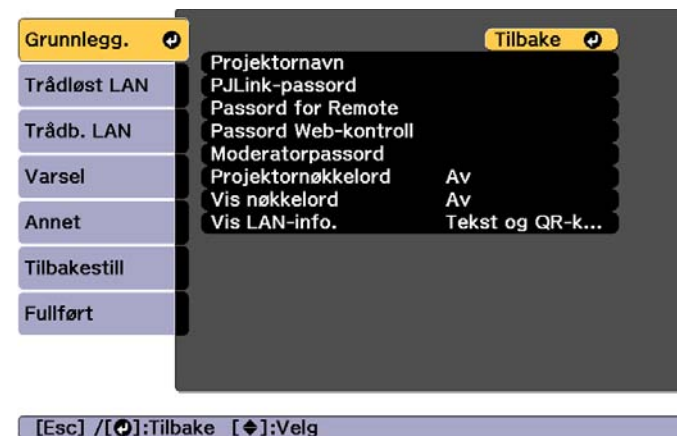 Grunnlegg.
Tilbake
Trådløst LAN
Trådb. LAN
Varsel
Annet
Tilbakestill
Fullført
Projektornavn
PJLink-passord
Passord for Remote
Passord Web-kontroll
Moderatorpassord
Projektornøkkelord Av
Vis nøkkelord Av
Vis LAN-info. Tekst og QR-k...
[Esc] /[⏎]:Tilbake [◆]:Velg